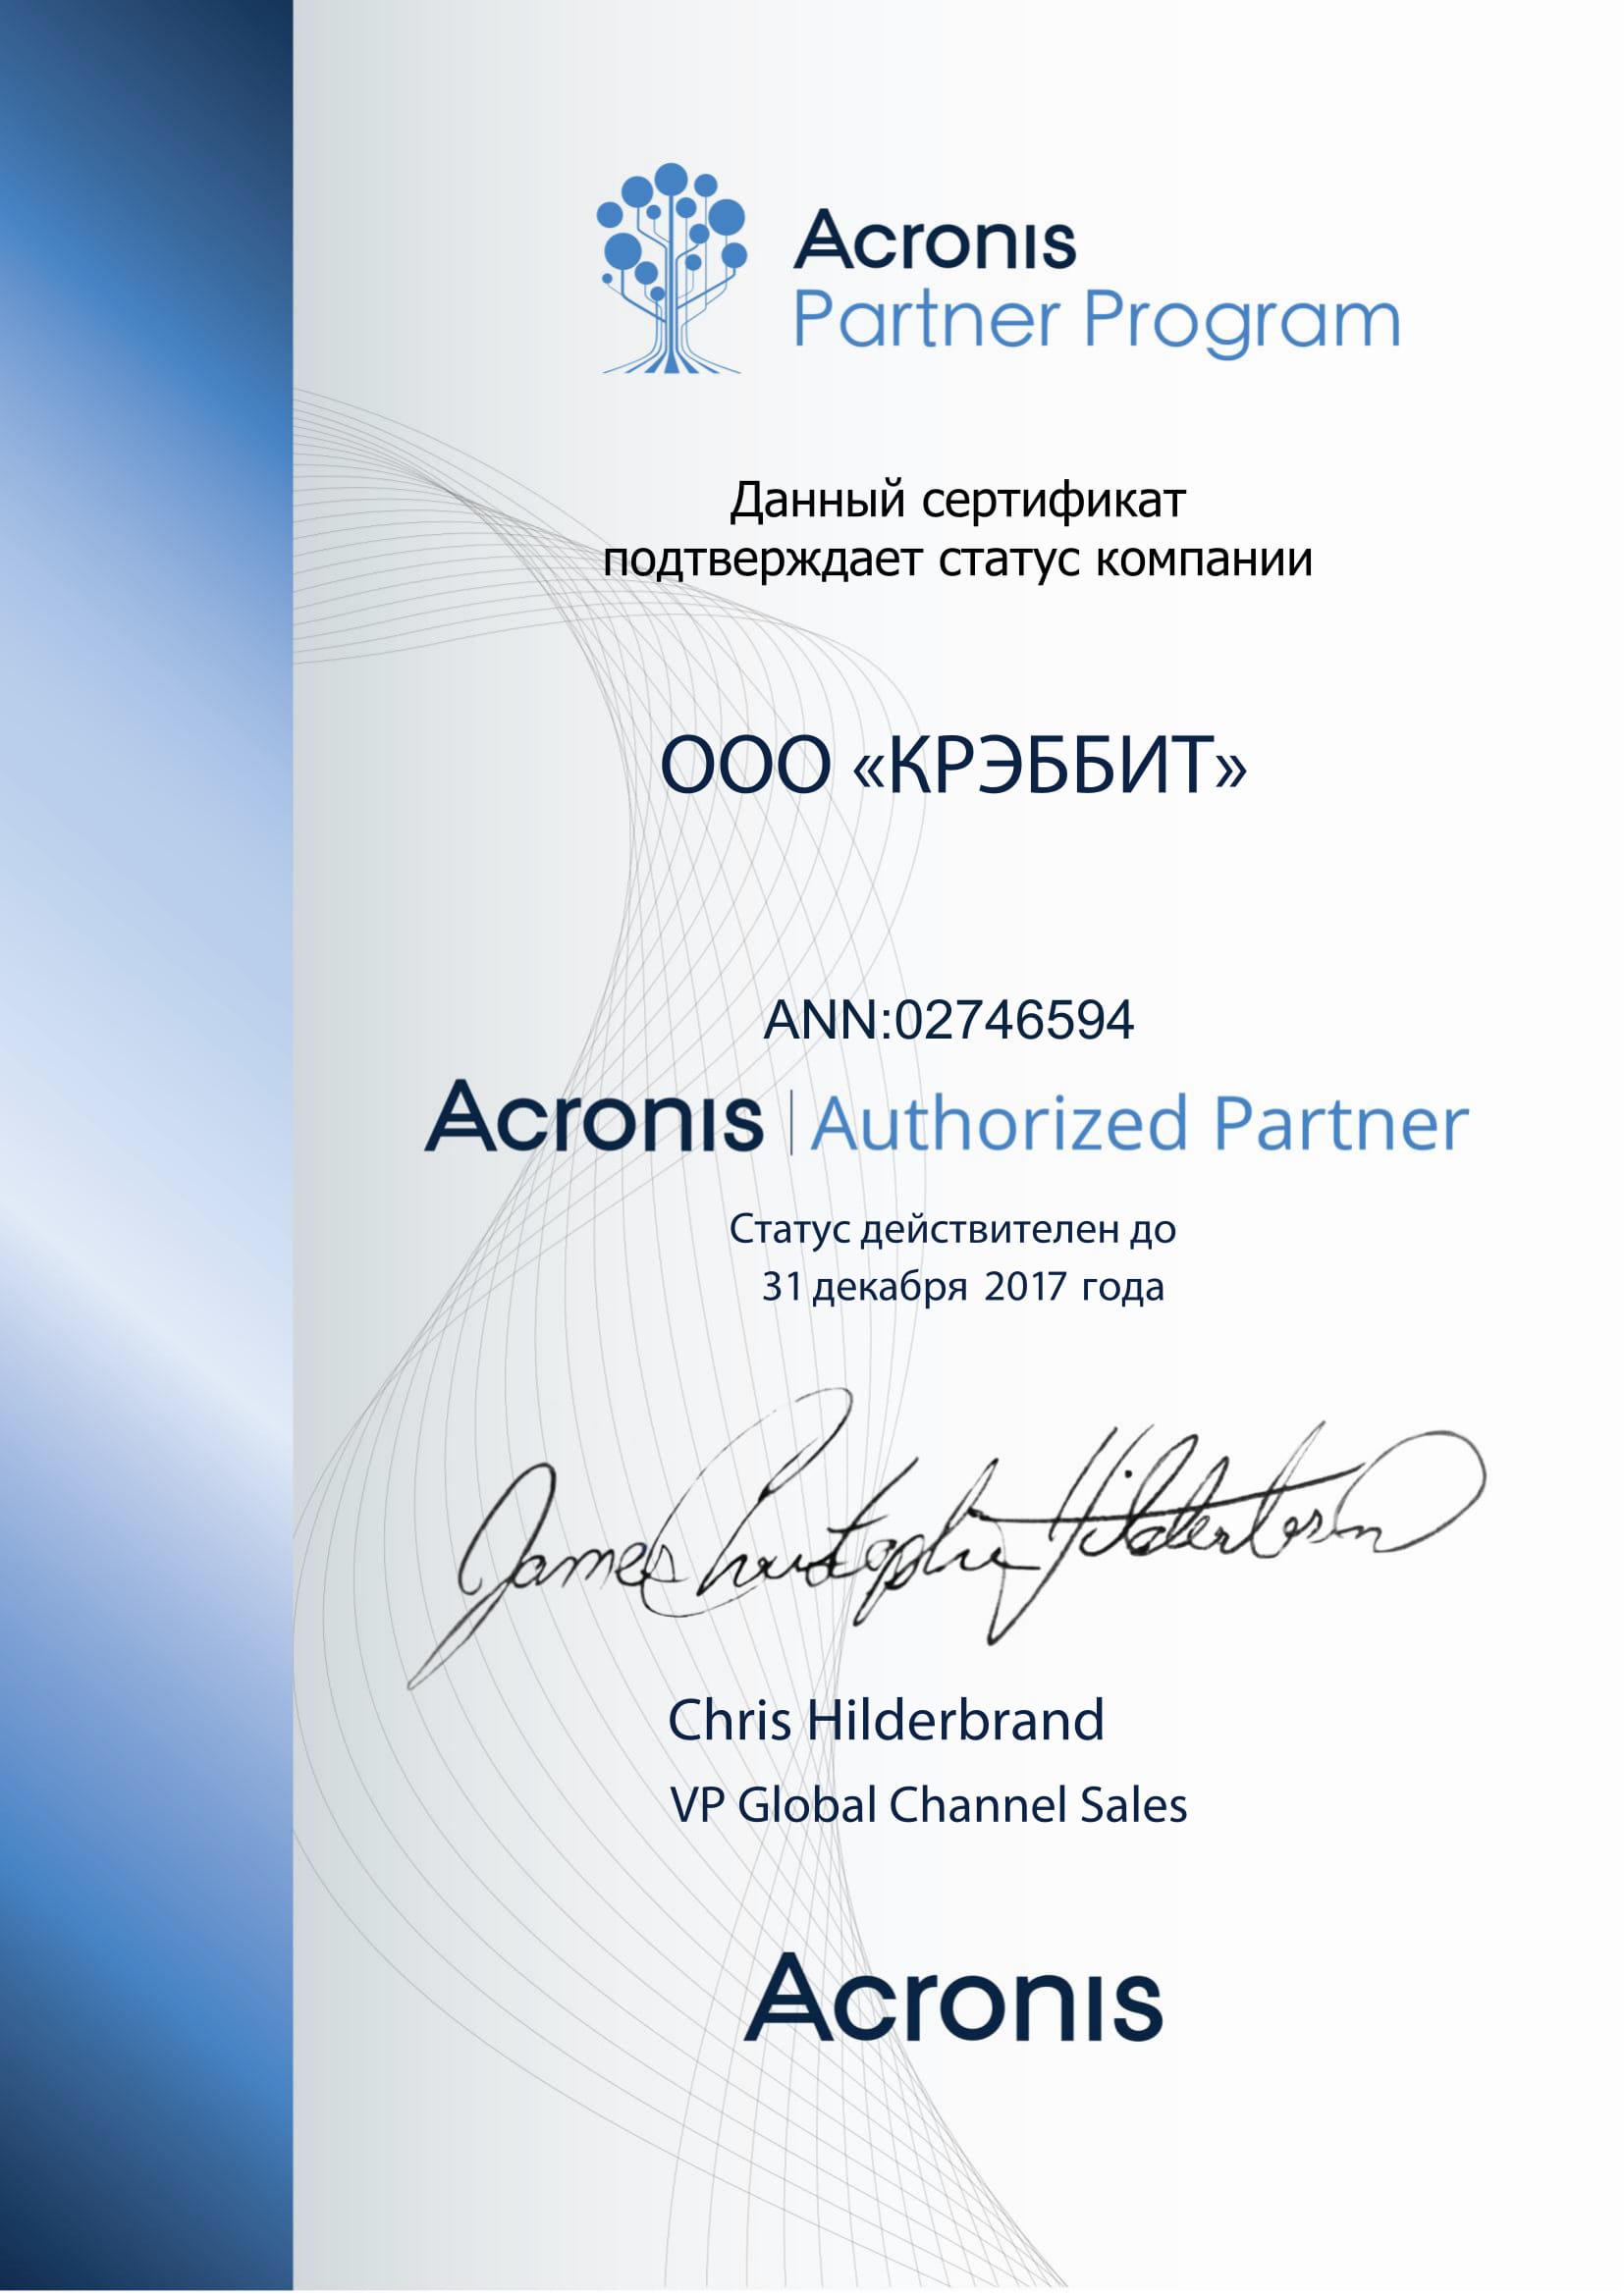 Acronis
Partner Program
Данный сертификат
подтверждает статус компании
ООО «КРЭББИТ»
ANN:02746594
Acronis | Authorized Partner
Статус действителен до
31 декабря 2017 года
James Christopher Hilderbrand
Chris Hilderbrand
VP Global Channel Sales
Acronis